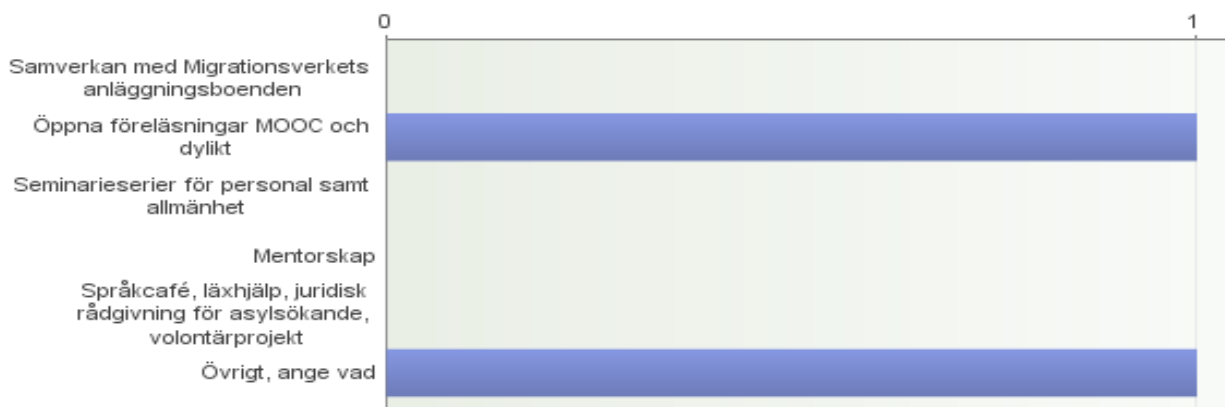 0 1
Samverkan med Migrationsverkets
anläggningsboenden
Öppna föreläsningar MOOC och
dylikt
Seminarieserier för personal samt
allmänhet
Mentorskap
Språkcafé, läxhjälp, juridisk
rådgivning för asylsökande,
volontärprojekt
Övrigt, ange vad